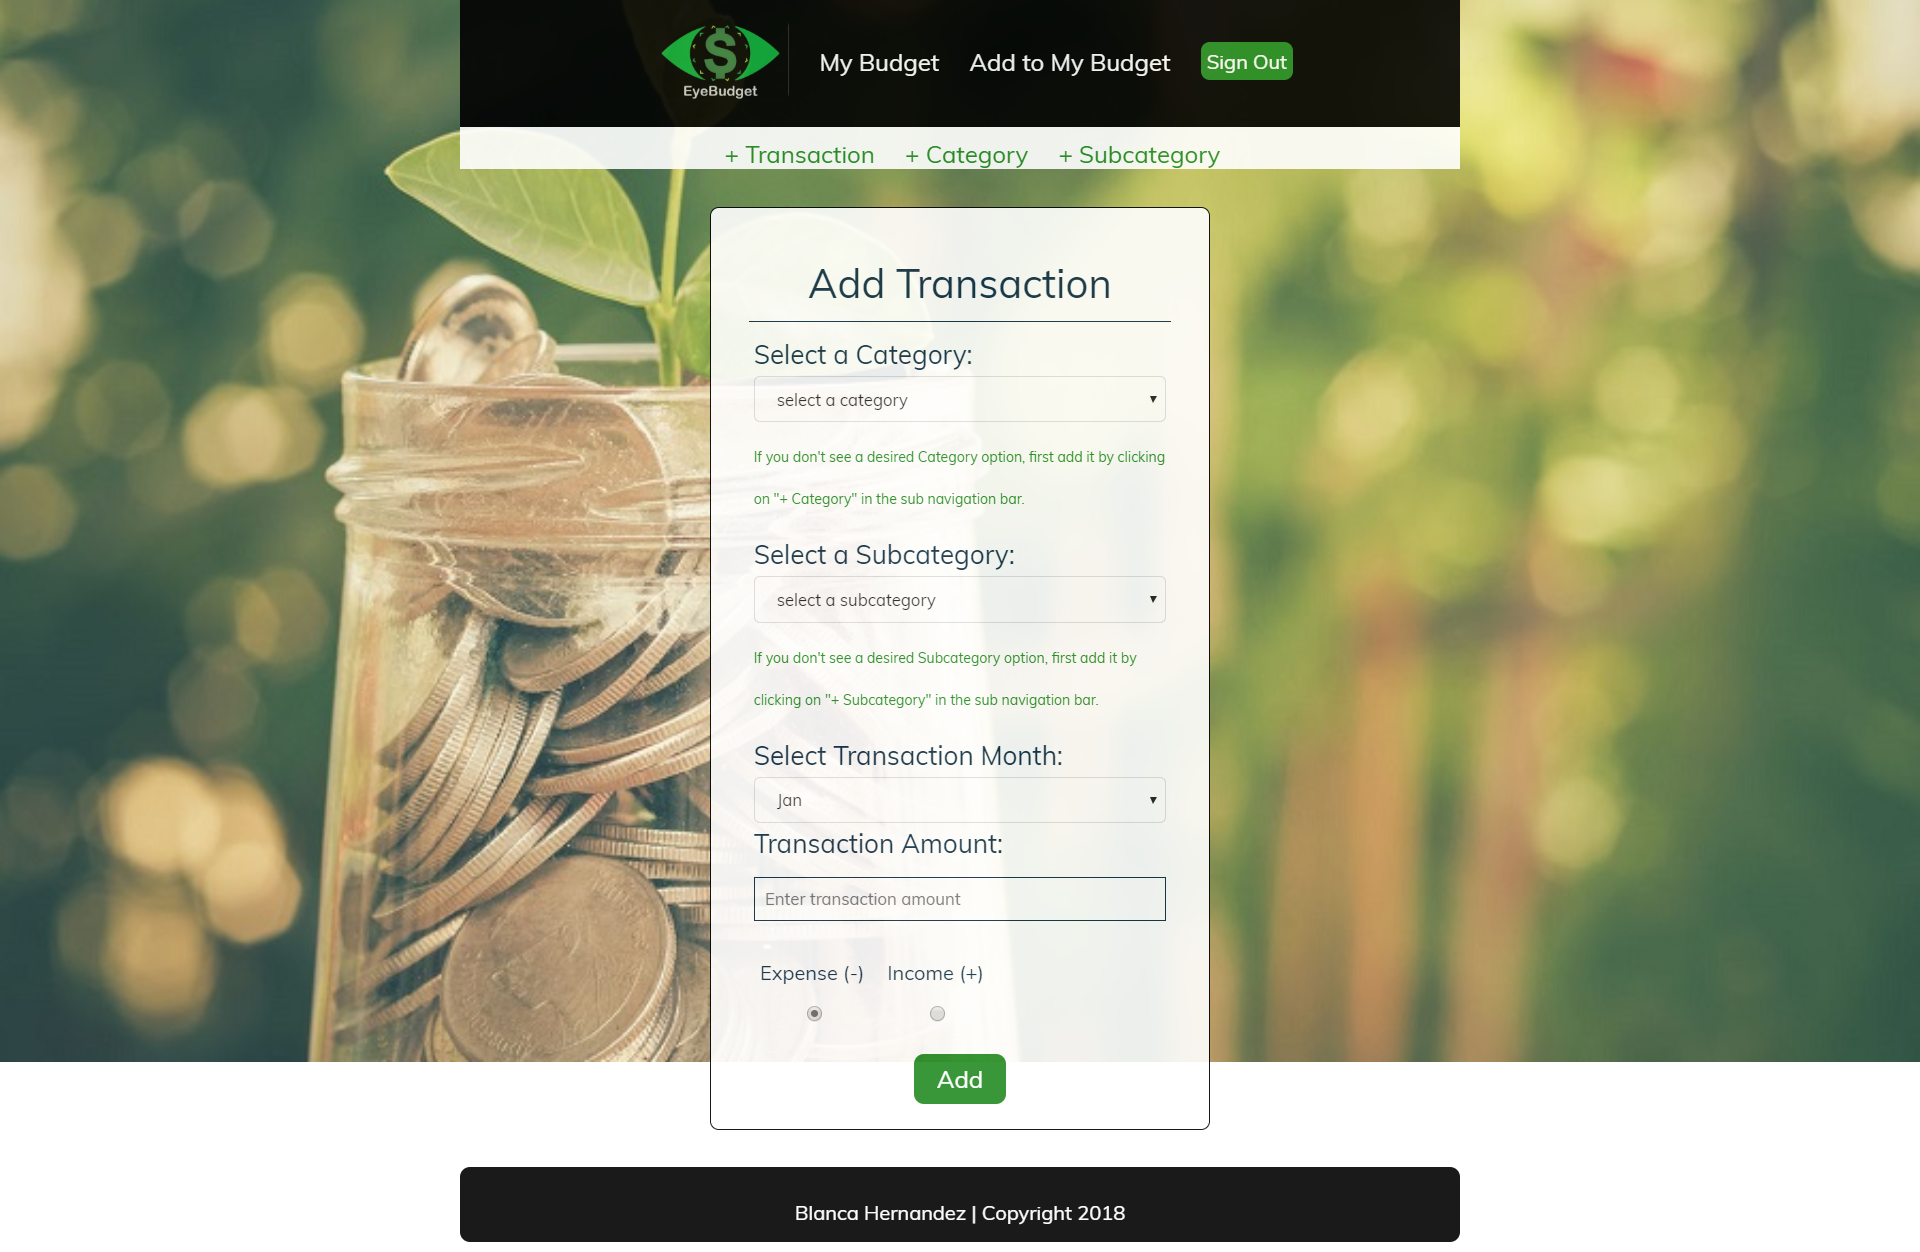 $
EyeBudget
My Budget
Add to My Budget
Sign Out
+ Transaction
+ Category
+ Subcategory
Add Transaction
Select a Category:
select a category
If you don't see a desired Category option, first add it by clicking
on "+ Category" in the sub navigation bar.
Select a Subcategory:
select a subcategory
If you don't see a desired Subcategory option, first add it by
clicking on "+ Subcategory" in the sub navigation bar.
Select Transaction Month:
Jan
Transaction Amount:
Enter transaction amount
Expense (-)
Income (+)
Add
Blanca Hernandez | Copyright 2018